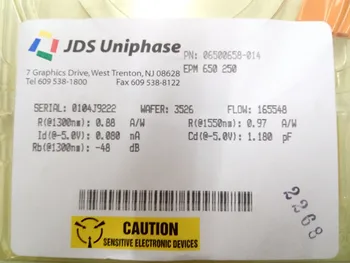 JDS Uniphase
PN: 06500658-014
7 Graphics Drive, West Trenton, NJ 08628
EPM 650 250
Tel 609 538-1800 Fax 609 538-8122
SERIAL: 0104J9222 WAFER: 3526 FLOW: 165548
R(@1300nm): 0.88 A/W R(@1550nm): 0.97 A/W
Id(@-5.0V): 0.080 nA Cd(@-5.0V): 1.180 pF
Rb(@1300nm): -48 dB
2268
CAUTION
SENSITIVE ELECTRONIC DEVICES